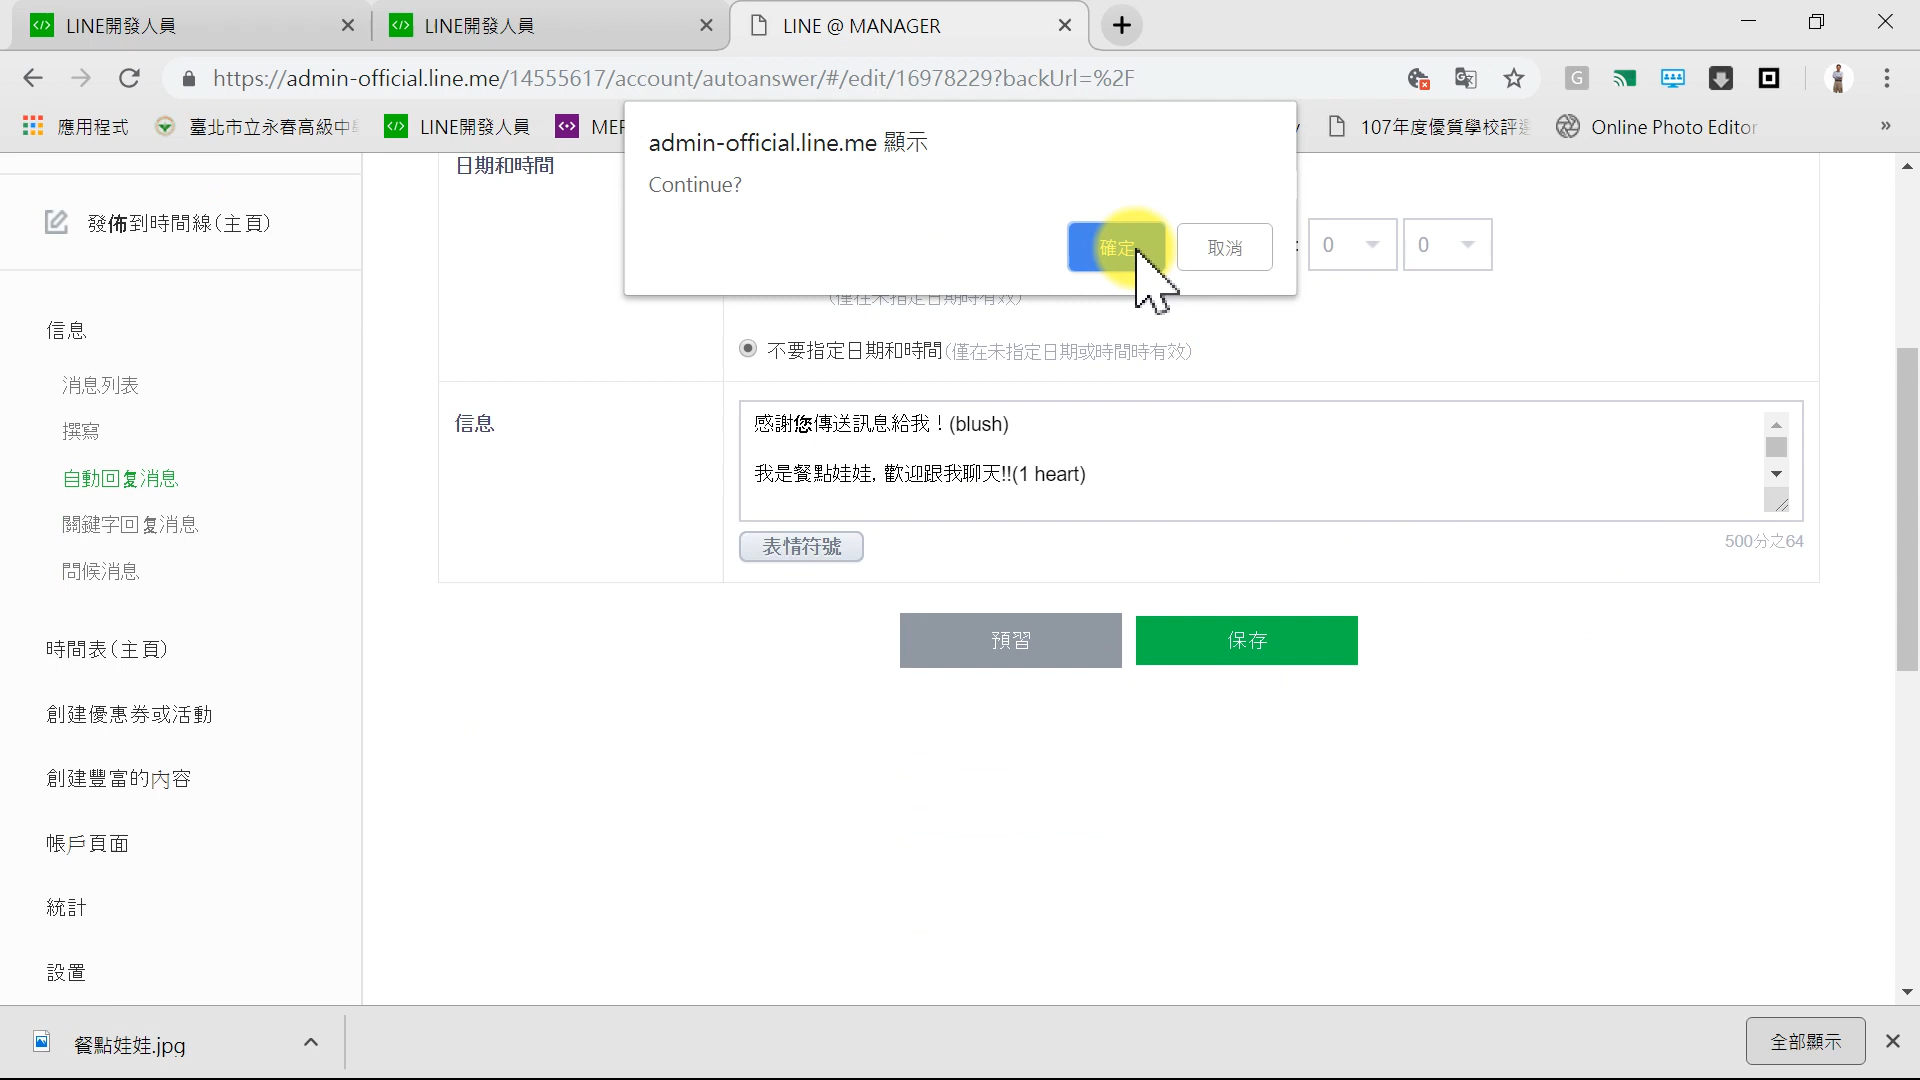 LINE開發人員
LINE開發人員
LINE @ MANAGER
https://admin-official.line.me/14555617/account/autoanswer/#/edit/16978229?backUrl=%2F
應用程式
臺北市立永春高級中
LINE開發人員
107年度優質學校評
Online Photo Editor
»
admin-official.line.me 顯示
Continue?
確定
取消
日期和時間
:
0
0
(僅在未指定日期時有效)
不要指定日期和時間(僅在未指定日期或時間時有效)
發佈到時間線(主頁)
信息
消息列表
撰寫
自動回复消息
關鍵字回复消息
問候消息
時間表(主頁)
創建優惠券或活動
創建豐富的內容
帳戶頁面
統計
設置
信息
感謝您傳送訊息給我！(blush)
我是餐點娃娃, 歡迎跟我聊天!!(1 heart)
表情符號
500分之64
預習
保存
餐點娃娃.jpg
全部顯示